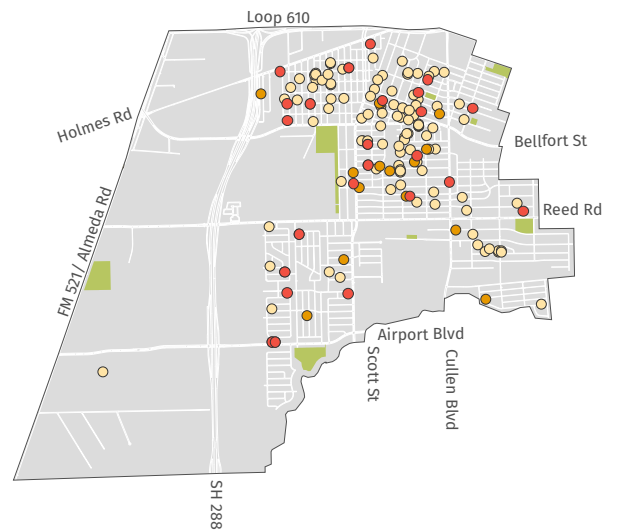 Loop 610
Holmes Rd
Bellfort St
FM 521/ Almeda Rd
Reed Rd
Airport Blvd
Scott St
Cullen Blvd
SH 288